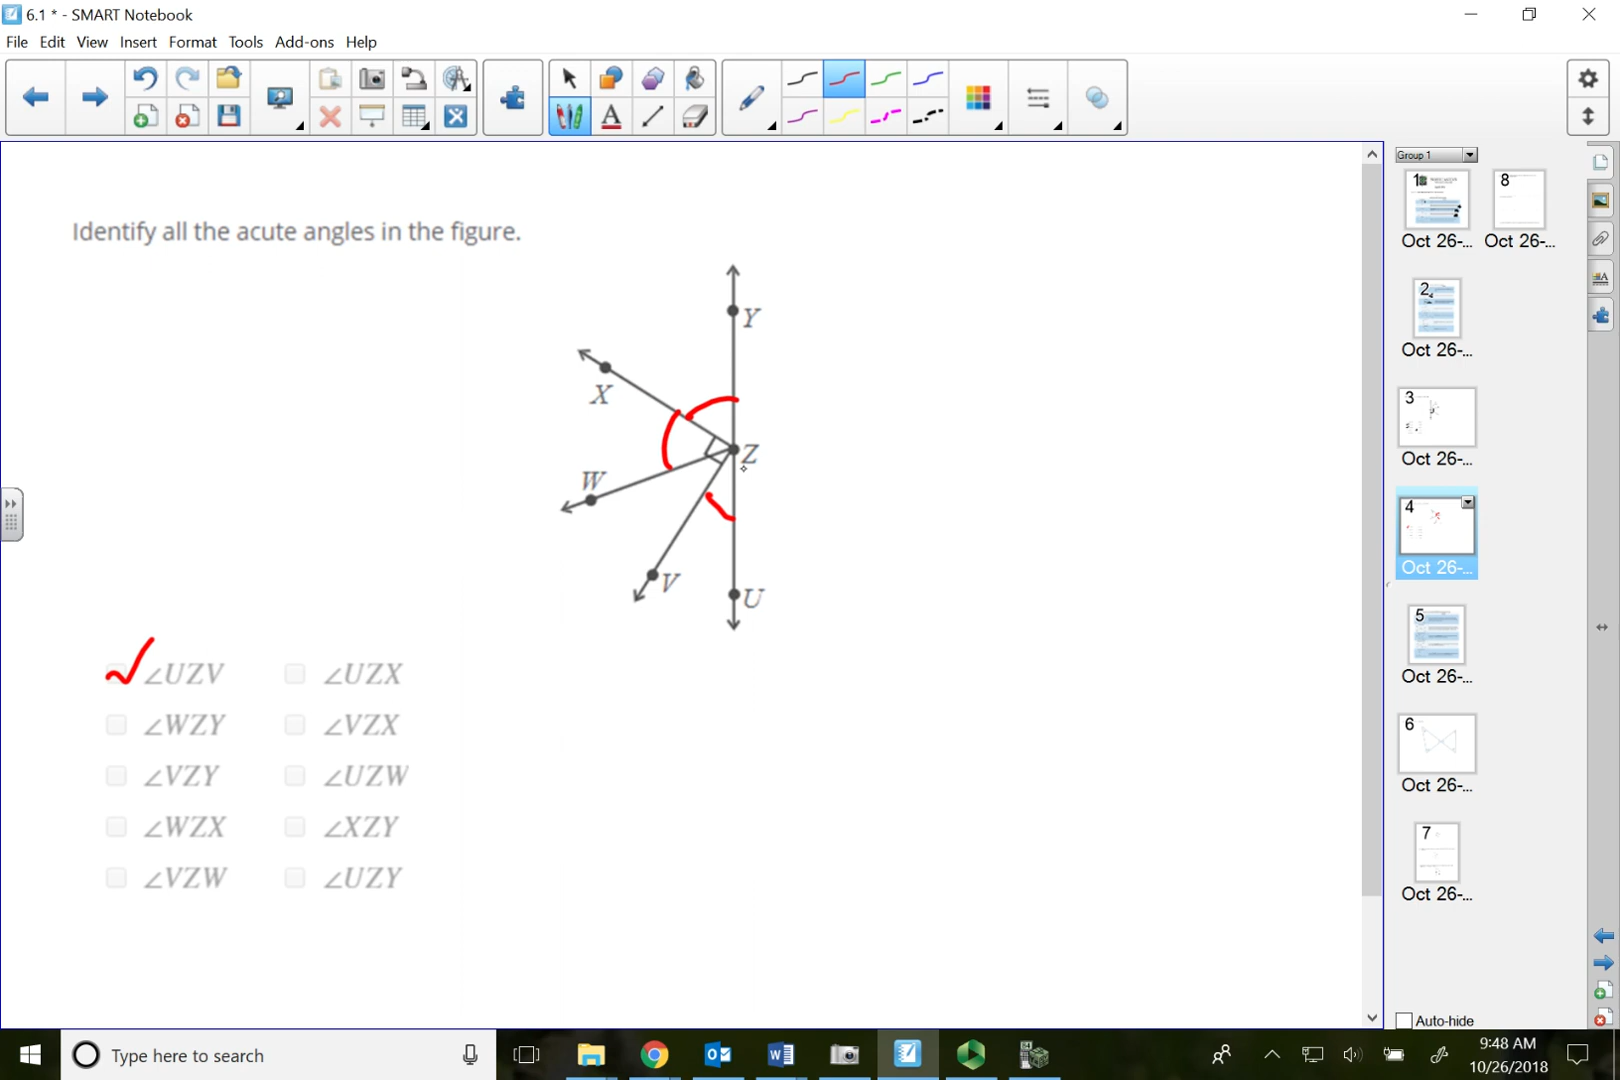 6.1 * - SMART Notebook
File Edit View Insert Format Tools Add-ons Help
A
Group 1
Identify all the acute angles in the figure.
Y
X
Z
W
V
U
∠UZV ∠UZX
∠WZY ∠VZX
∠VZY ∠UZW
∠WZX ∠XZY
∠VZW ∠UZY
1 8
Oct 26-... Oct 26-...
2
Oct 26-...
3
Oct 26-...
4
Oct 26-...
5
Oct 26-...
6
Oct 26-...
7
Oct 26-...
Auto-hide
Type here to search
9:48 AM
10/26/2018